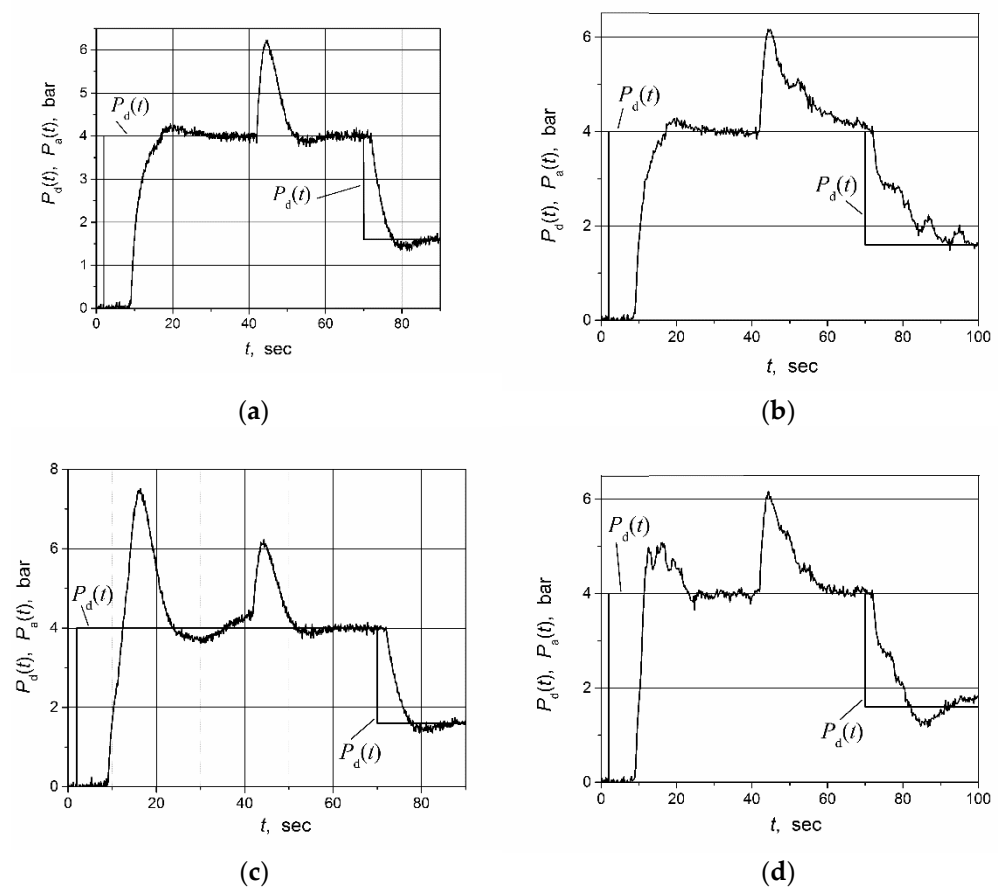 P_d(t), P_a(t), bar
6
5
4
3
2
1
0
P_d(t)
P_d(t)
0 20 40 60 80
t, sec
(a)
P_d(t), P_a(t), bar
6
4
2
0
P_d(t)
P_d(t)
0 20 40 60 80 100
t, sec
(b)
P_d(t), P_a(t), bar
8
6
4
2
0
P_d(t)
P_d(t)
0 20 40 60 80
t, sec
(c)
P_d(t), P_a(t), bar
6
4
2
0
P_d(t)
P_d(t)
0 20 40 60 80 100
t, sec
(d)